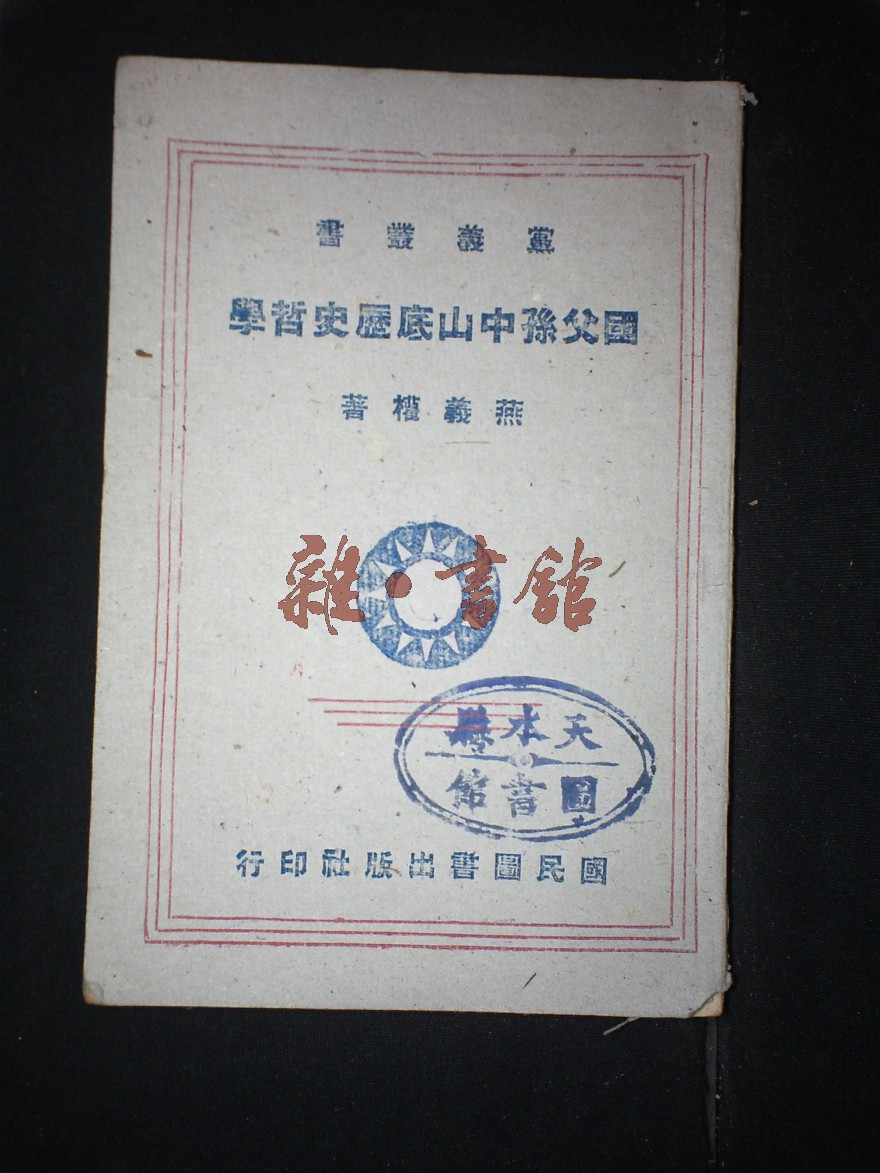 黨義叢書
國父孫中山底歷史哲學
燕義權著
雜·書館
天水縣
圖書館
國民圖書出版社印行